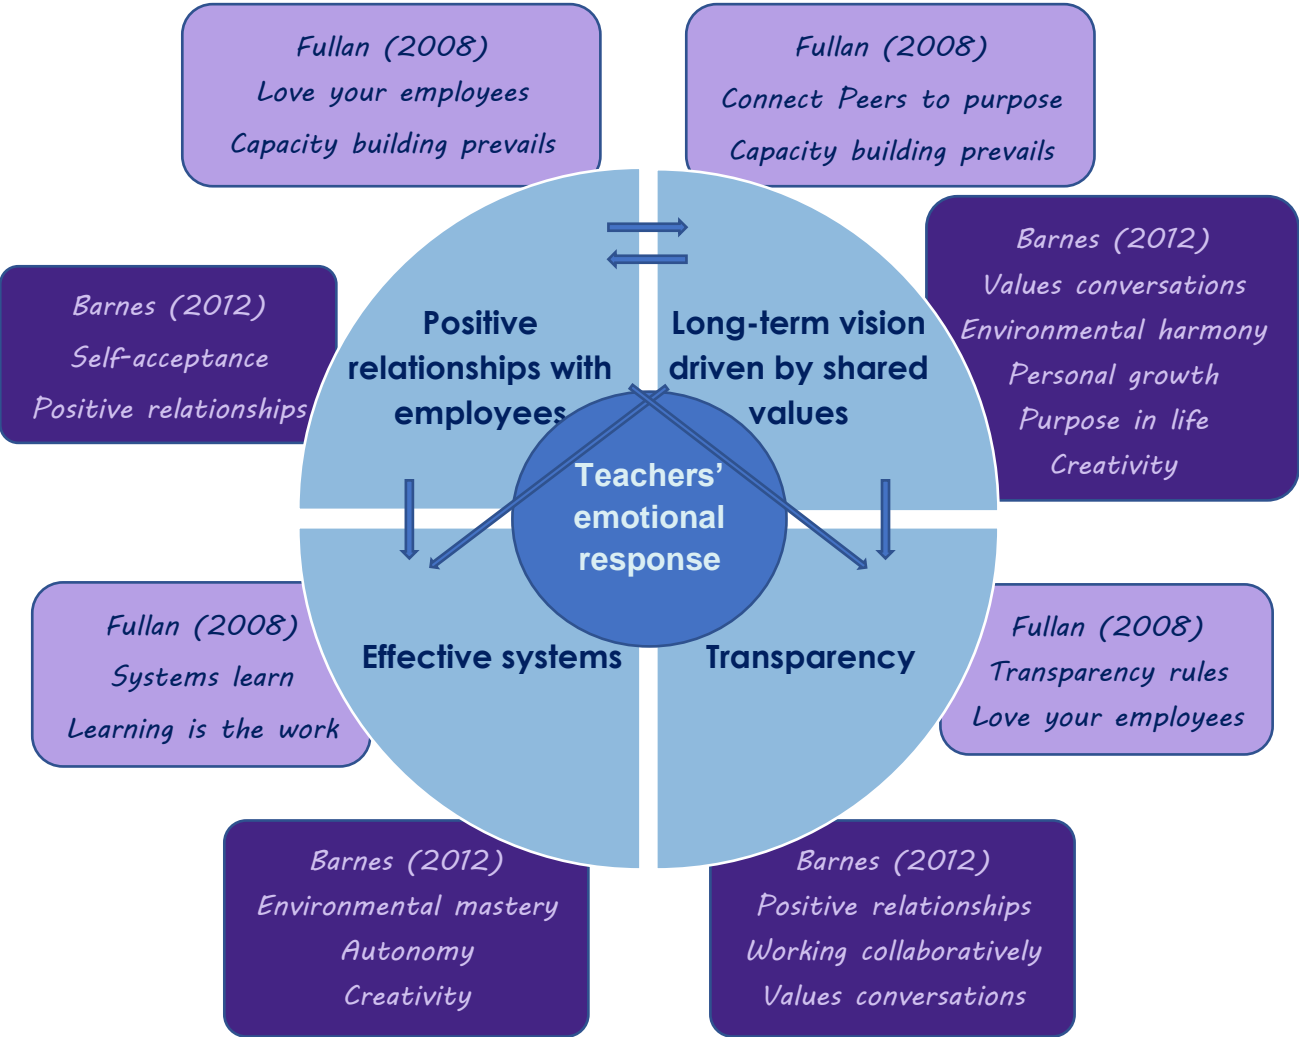 Fullan (2008)
Love your employees
Capacity building prevails
Fullan (2008)
Connect Peers to purpose
Capacity building prevails
Barnes (2012)
Self-acceptance
Positive relationships
Positive
relationships with
employees
Long-term vision
driven by shared
values
Barnes (2012)
Values conversations
Environmental harmony
Personal growth
Purpose in life
Creativity
Teachers’
emotional
response
Fullan (2008)
Systems learn
Learning is the work
Effective systems
Transparency
Fullan (2008)
Transparency rules
Love your employees
Barnes (2012)
Environmental mastery
Autonomy
Creativity
Barnes (2012)
Positive relationships
Working collaboratively
Values conversations